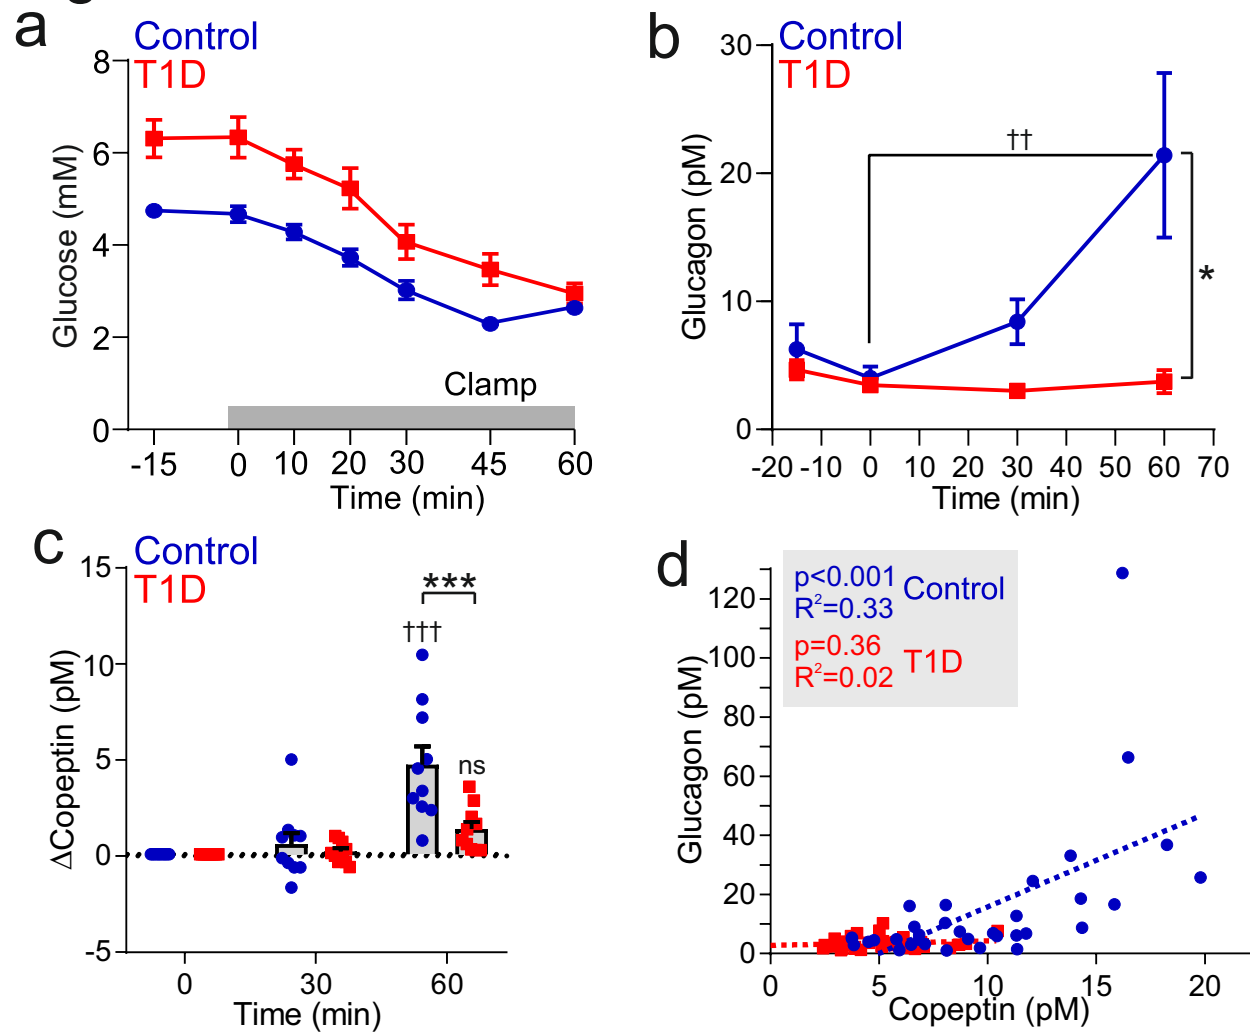 a
Control
T1D
8
6
4
2
0
Glucose (mM)
Clamp
-15 0 10 20 30 45 60
Time (min)
b
Control
T1D
30
20
10
0
Glucagon (pM)
††
*
-20 -10 0 10 20 30 40 50 60 70
Time (min)
c
Control
T1D
15
10
5
0
-5
ΔCopeptin (pM)
***
†††
ns
0 30 60
Time (min)
d
p<0.001
R²=0.33
Control
p=0.36
R²=0.02
T1D
120
100
80
60
40
20
0
Glucagon (pM)
0 5 10 15 20
Copeptin (pM)